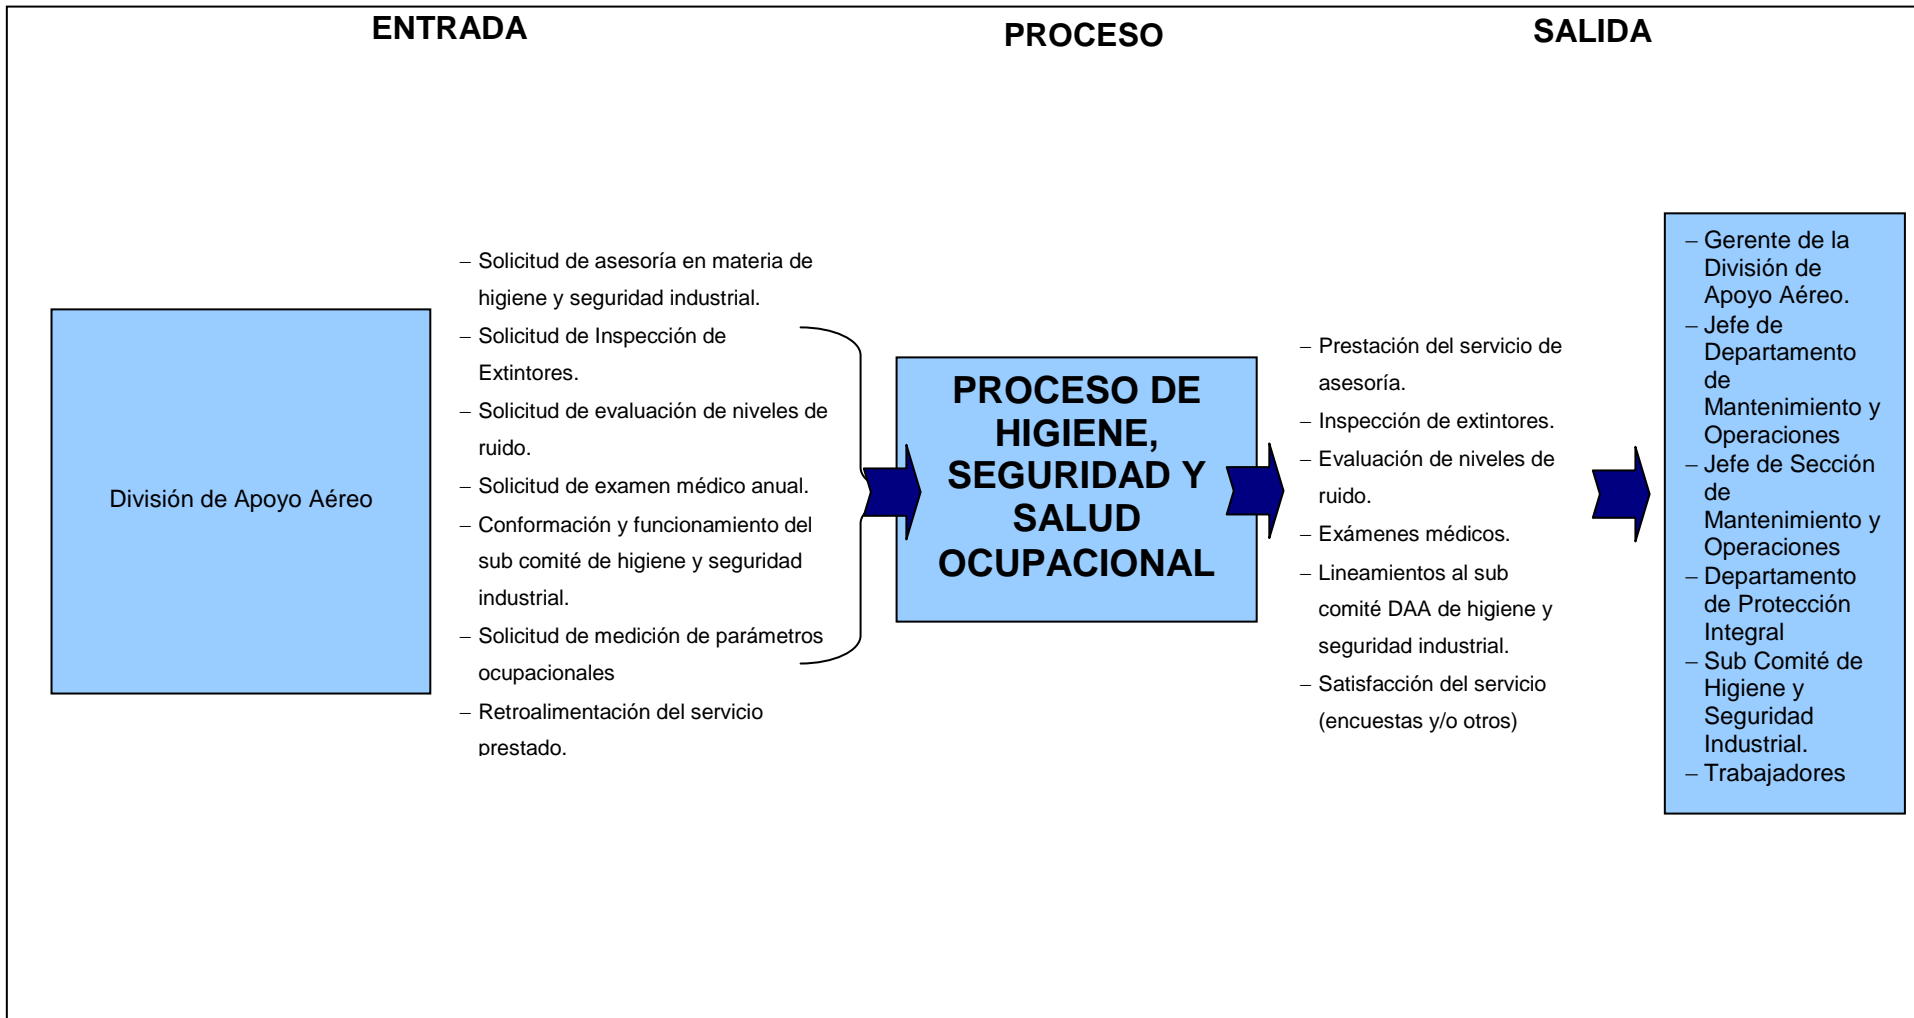 ENTRADA
PROCESO
SALIDA
División de Apoyo Aéreo
– Solicitud de asesoría en materia de
higiene y seguridad industrial.
– Solicitud de Inspección de
Extintores.
– Solicitud de evaluación de niveles de
ruido.
– Solicitud de examen médico anual.
– Conformación y funcionamiento del
sub comité de higiene y seguridad
industrial.
– Solicitud de medición de parámetros
ocupacionales
– Retroalimentación del servicio
prestado.
PROCESO DE
HIGIENE,
SEGURIDAD Y
SALUD
OCUPACIONAL
– Prestación del servicio de
asesoría.
– Inspección de extintores.
– Evaluación de niveles de
ruido.
– Exámenes médicos.
– Lineamientos al sub
comité DAA de higiene y
seguridad industrial.
– Satisfacción del servicio
(encuestas y/o otros)
– Gerente de la
División de
Apoyo Aéreo.
– Jefe de
Departamento
de
Mantenimiento y
Operaciones
– Jefe de Sección
de
Mantenimiento y
Operaciones
– Departamento
de Protección
Integral
– Sub Comité de
Higiene y
Seguridad
Industrial.
– Trabajadores